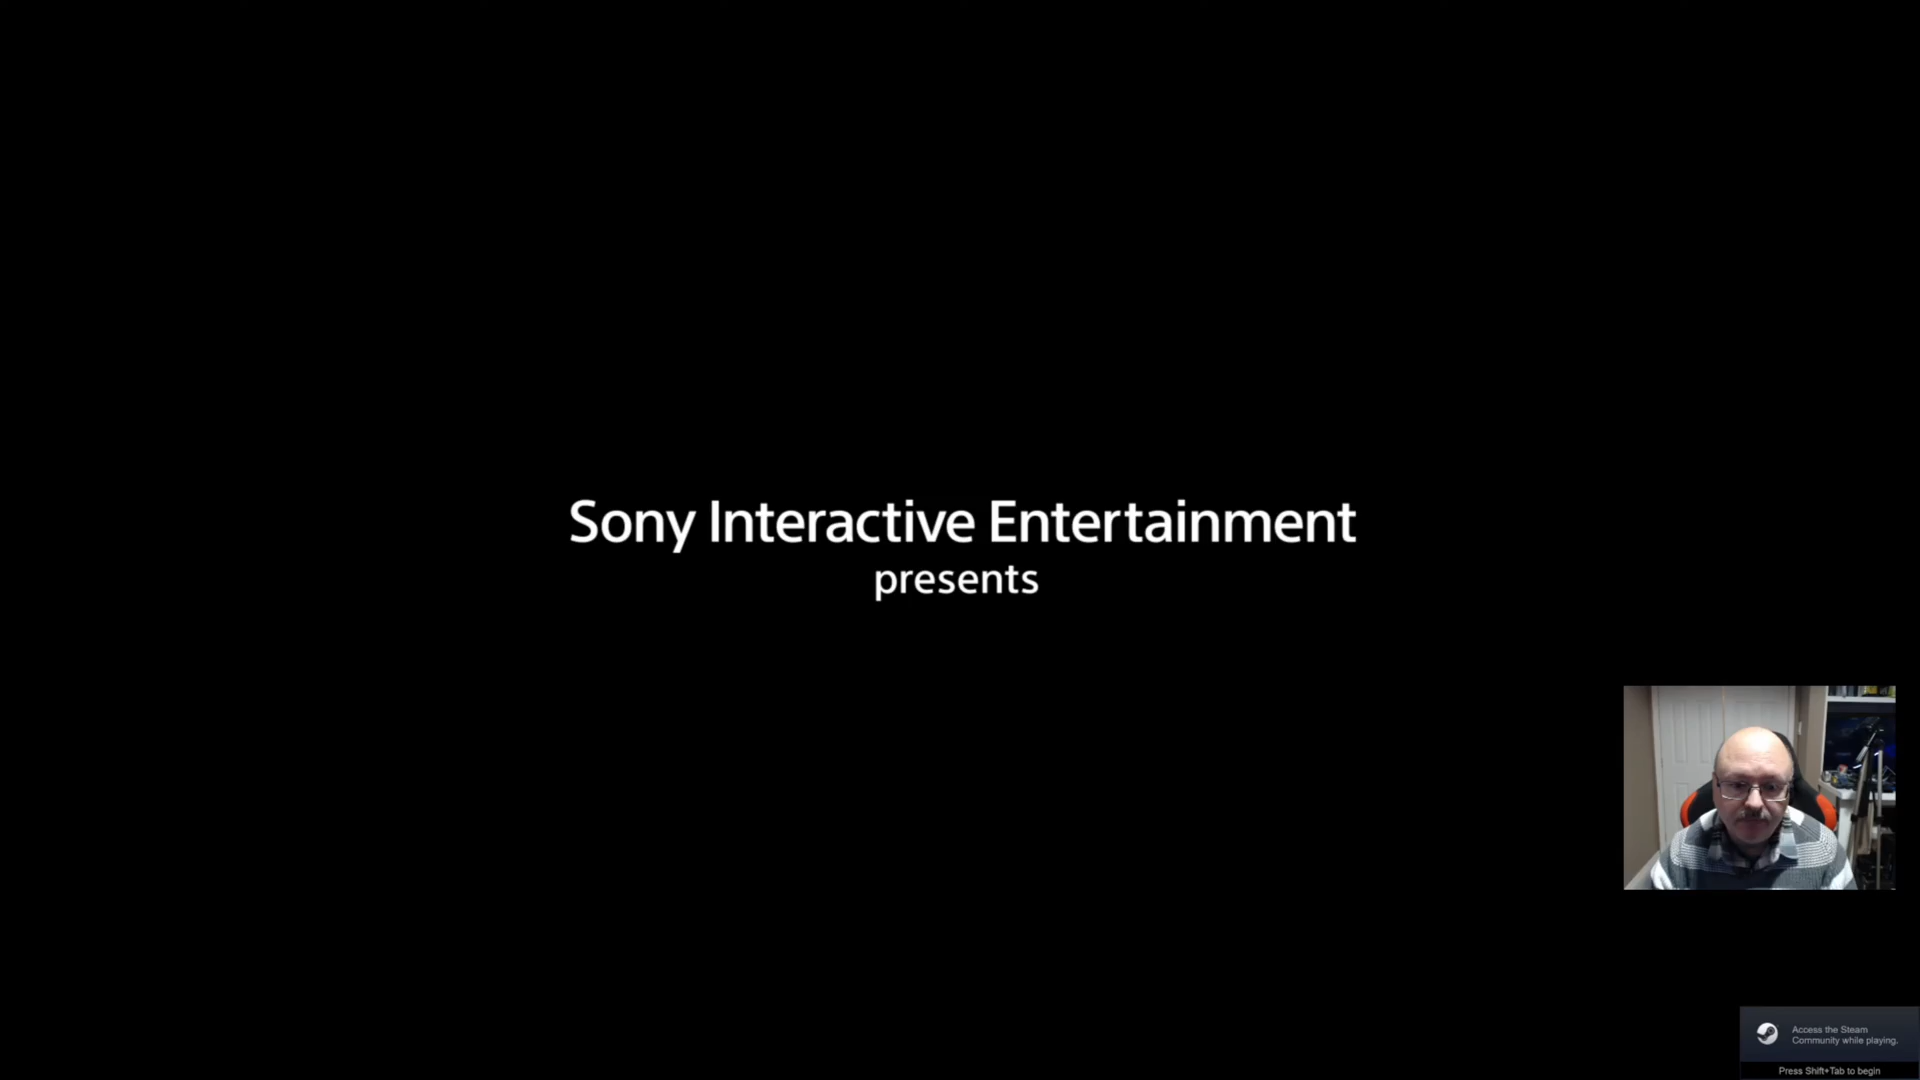 Sony Interactive Entertainment
presents
Access the Steam
Community while playing.
Press Shift+Tab to begin